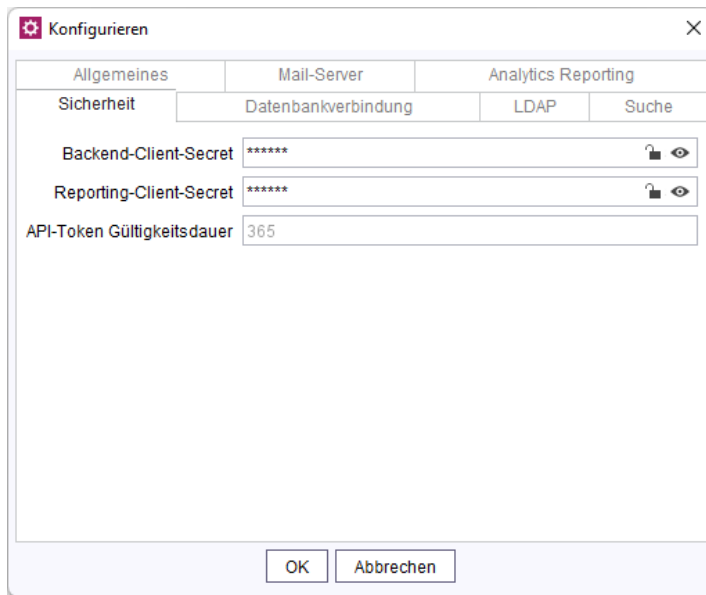 Konfigurieren
Allgemeines Mail-Server Analytics Reporting
Sicherheit Datenbankverbindung LDAP Suche
Backend-Client-Secret ******
Reporting-Client-Secret ******
API-Token Gültigkeitsdauer 365
OK Abbrechen